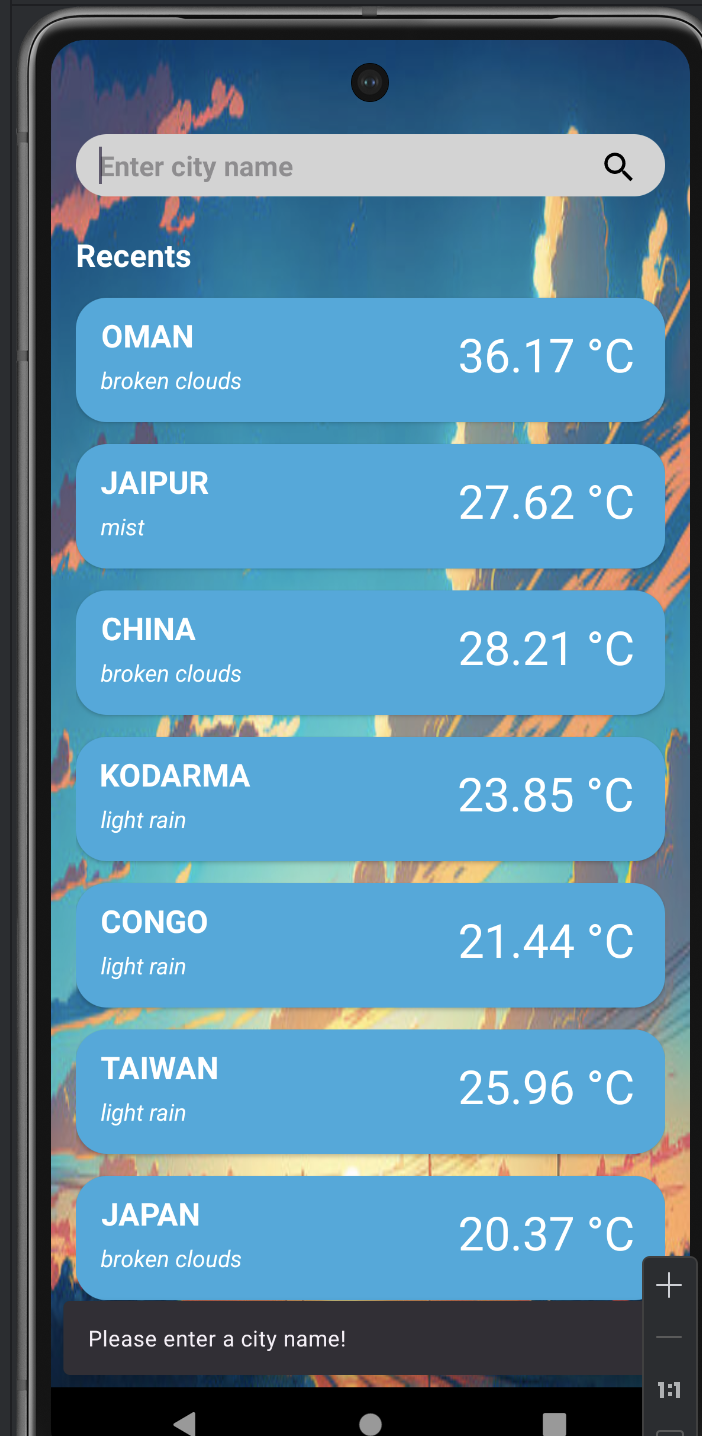 Enter city name
Recents
OMAN
broken clouds
36.17 °C
JAIPUR
mist
27.62 °C
CHINA
broken clouds
28.21 °C
KODARMA
light rain
23.85 °C
CONGO
light rain
21.44 °C
TAIWAN
light rain
25.96 °C
JAPAN
broken clouds
20.37 °C
Please enter a city name!
1:1